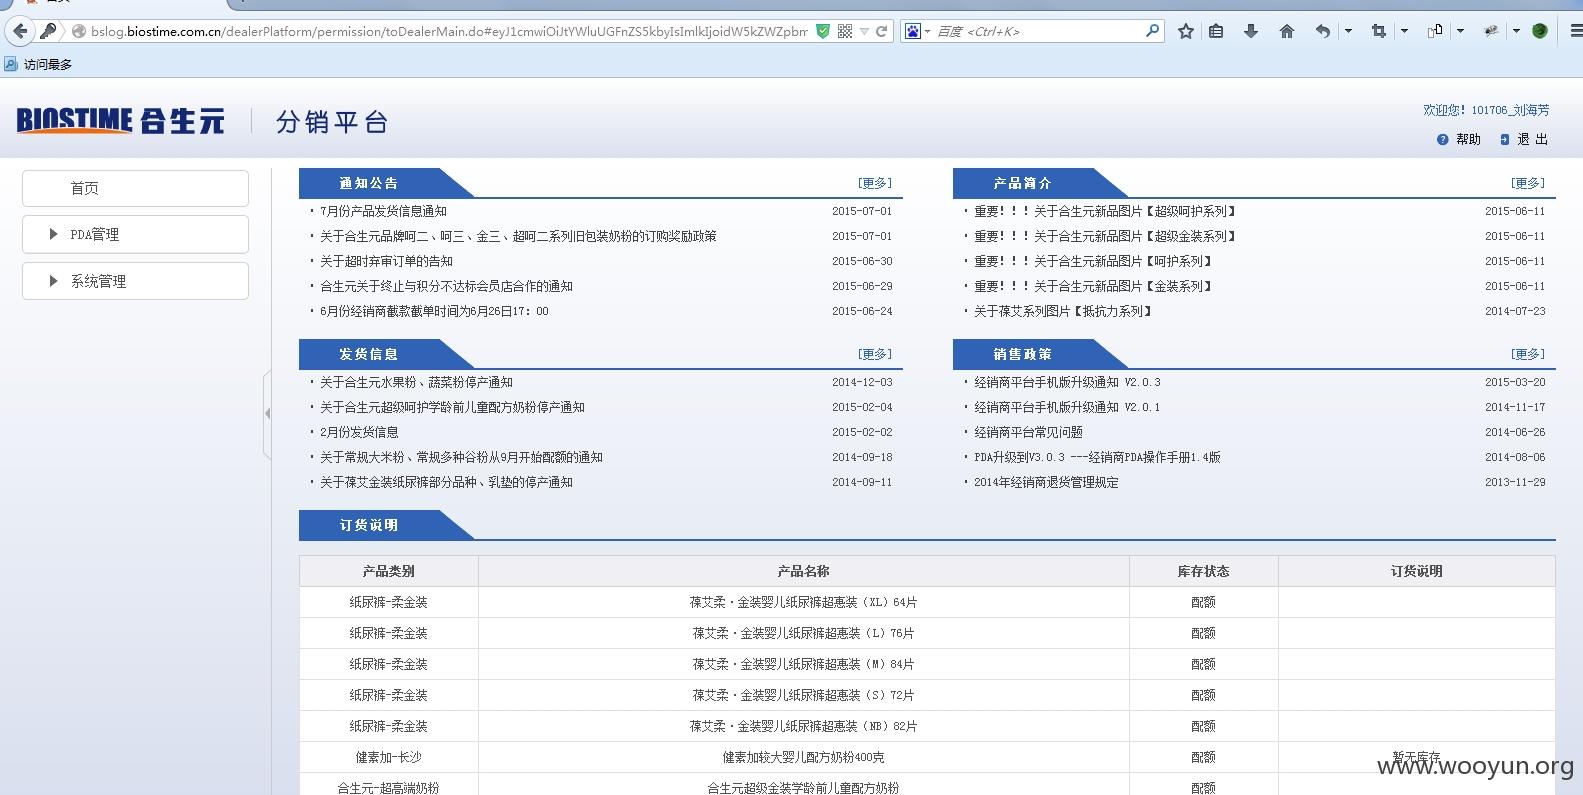 bslog.biostime.com.cn/dealerPlatform/permission/toDealerMain.do#eyJ1cmwiOiJtYWluUGFnZS5kbyIsImlkIjoidW5kZWZpbm
百度 <Ctrl+K>
访问最多
BIOSTIME 合生元 分销平台
欢迎您! 101706_刘海芳
帮助 退 出
首页
PDA管理
系统管理
通知公告 [更多]
7月份产品发货信息通知 2015-07-01
关于合生元品牌呵二、呵三、金三、超呵二系列旧包装奶粉的订购奖励政策 2015-07-01
关于超时弃审订单的告知 2015-06-30
合生元关于终止与积分不达标会员店合作的通知 2015-06-29
6月份经销商截款截单时间为6月26日17：00 2015-06-24
产品简介 [更多]
重要！！！关于合生元新品图片【超级呵护系列】 2015-06-11
重要！！！关于合生元新品图片【超级金装系列】 2015-06-11
重要！！！关于合生元新品图片【呵护系列】 2015-06-11
重要！！！关于合生元新品图片【金装系列】 2015-06-11
关于葆艾系列图片【抵抗力系列】 2014-07-23
发货信息 [更多]
关于合生元水果粉、蔬菜粉停产通知 2014-12-03
关于合生元超级呵护学龄前儿童配方奶粉停产通知 2015-02-04
2月份发货信息 2015-02-02
关于常规大米粉、常规多种谷粉从9月开始配额的通知 2014-09-18
关于葆艾金装纸尿裤部分品种、乳垫的停产通知 2014-09-11
销售政策 [更多]
经销商平台手机版升级通知 V2.0.3 2015-03-20
经销商平台手机版升级通知 V2.0.1 2014-11-17
经销商平台常见问题 2014-06-26
PDA升级到V3.0.3 ---经销商PDA操作手册1.4版 2014-08-06
2014年经销商退货管理规定 2013-11-29
订货说明
产品类别 产品名称 库存状态 订货说明
纸尿裤-柔金装 葆艾柔·金装婴儿纸尿裤超惠装（XL）64片 配额
纸尿裤-柔金装 葆艾柔·金装婴儿纸尿裤超惠装（L）76片 配额
纸尿裤-柔金装 葆艾柔·金装婴儿纸尿裤超惠装（M）84片 配额
纸尿裤-柔金装 葆艾柔·金装婴儿纸尿裤超惠装（S）72片 配额
纸尿裤-柔金装 葆艾柔·金装婴儿纸尿裤超惠装（NB）82片 配额
健素加-长沙 健素加较大婴儿配方奶粉400克 配额 暂无库存
合生元-超高端奶粉 合生元超级金装学龄前儿童配方奶粉 配额
www.wooyun.org